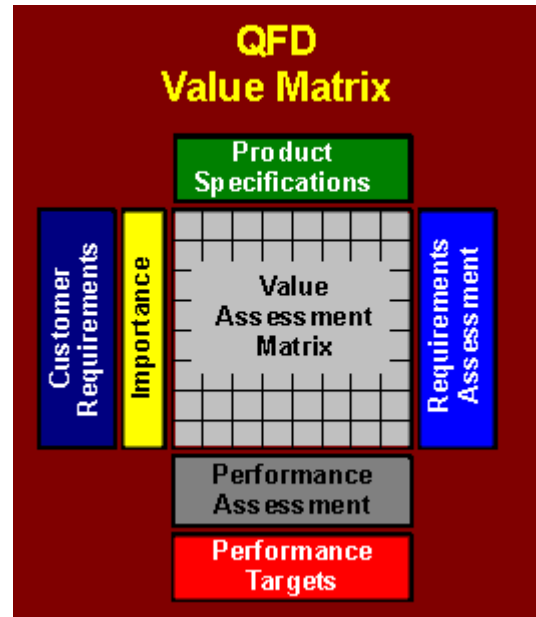 QFD
Value Matrix
Product
Specifications
Customer
Requirements
Importance
Value
Assessment
Matrix
Requirements
Assessment
Performance
Assessment
Performance
Targets